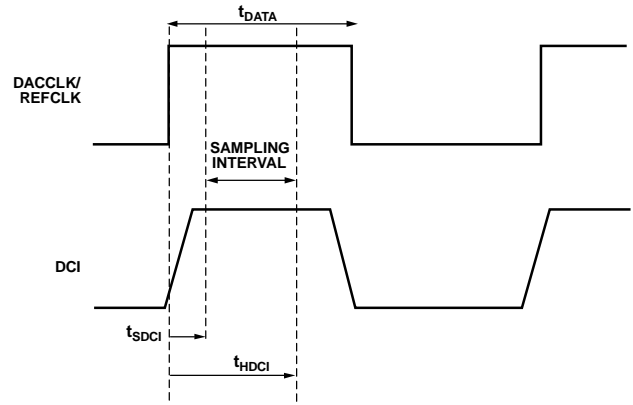 tDATA
DACCLK/
REFCLK
SAMPLING
INTERVAL
DCI
tSDCI
tHDCI